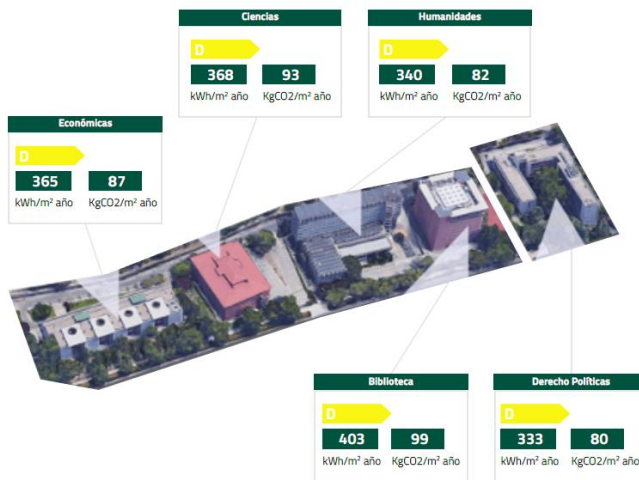 Ciencias
D
368 93
kWh/m² año KgCO2/m² año
Humanidades
D
340 82
kWh/m² año KgCO2/m² año
Económicas
D
365 87
kWh/m² año KgCO2/m² año
Biblioteca
D
403 99
kWh/m² año KgCO2/m² año
Derecho Políticas
D
333 80
kWh/m² año KgCO2/m² año